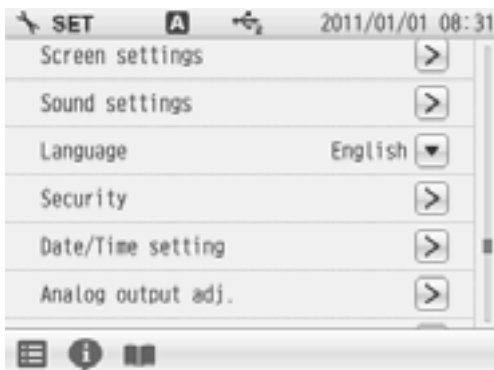 SET A 2 2011/01/01 08:31
Screen settings
Sound settings
Language English
Security
Date/Time setting
Analog output adj.